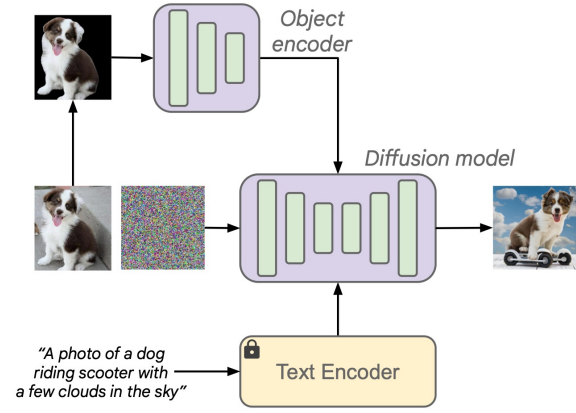 Object
encoder
Diffusion model
“A photo of a dog
riding scooter with
a few clouds in the sky”
Text Encoder